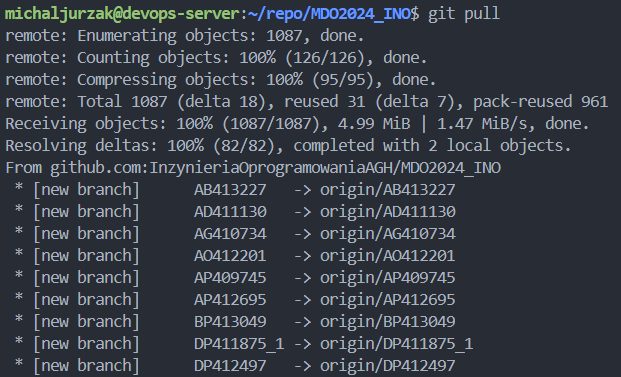 michaljurzak@devops-server:~/repo/MDO2024_INO$ git pull
remote: Enumerating objects: 1087, done.
remote: Counting objects: 100% (126/126), done.
remote: Compressing objects: 100% (95/95), done.
remote: Total 1087 (delta 18), reused 31 (delta 7), pack-reused 961
Receiving objects: 100% (1087/1087), 4.99 MiB | 1.47 MiB/s, done.
Resolving deltas: 100% (82/82), completed with 2 local objects.
From github.com:InzynieriaOprogramowaniaAGH/MDO2024_INO
 * [new branch]      AB413227   -> origin/AB413227
 * [new branch]      AD411130   -> origin/AD411130
 * [new branch]      AG410734   -> origin/AG410734
 * [new branch]      AO412201   -> origin/AO412201
 * [new branch]      AP409745   -> origin/AP409745
 * [new branch]      AP412695   -> origin/AP412695
 * [new branch]      BP413049   -> origin/BP413049
 * [new branch]      DP411875_1 -> origin/DP411875_1
 * [new branch]      DP412497   -> origin/DP412497